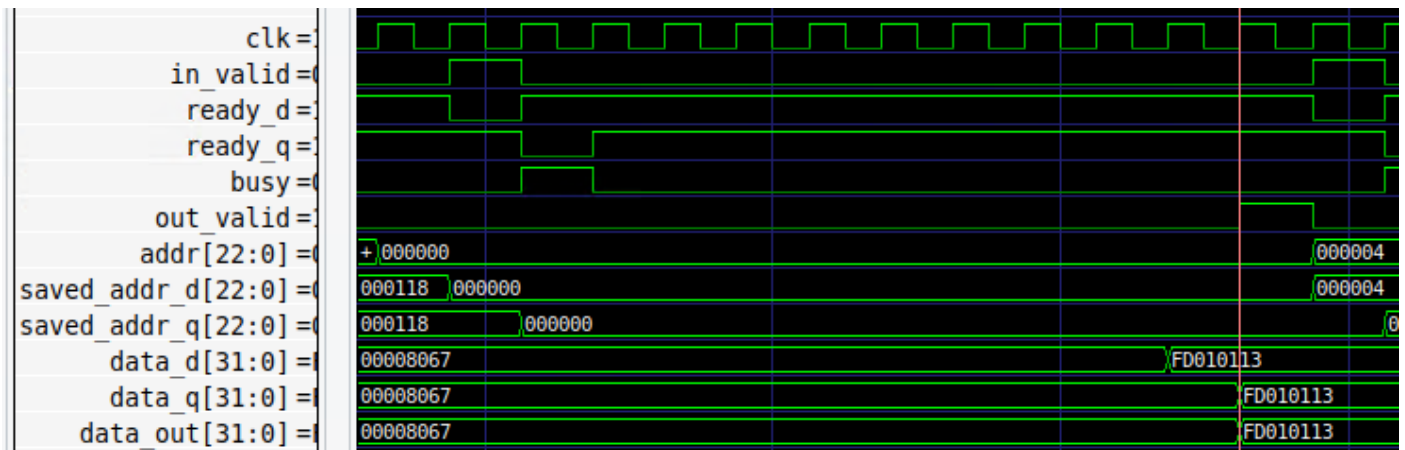 clk=1
in_valid=0
ready_d=1
ready_q=1
busy=0
out_valid=1
addr[22:0]=0 + 000000 000004
saved_addr_d[22:0]=0 000118 000000 000004
saved_addr_q[22:0]=0 000118 000000 0
data_d[31:0]=F 00008067 FD010113
data_q[31:0]=F 00008067 FD010113
data_out[31:0]=F 00008067 FD010113